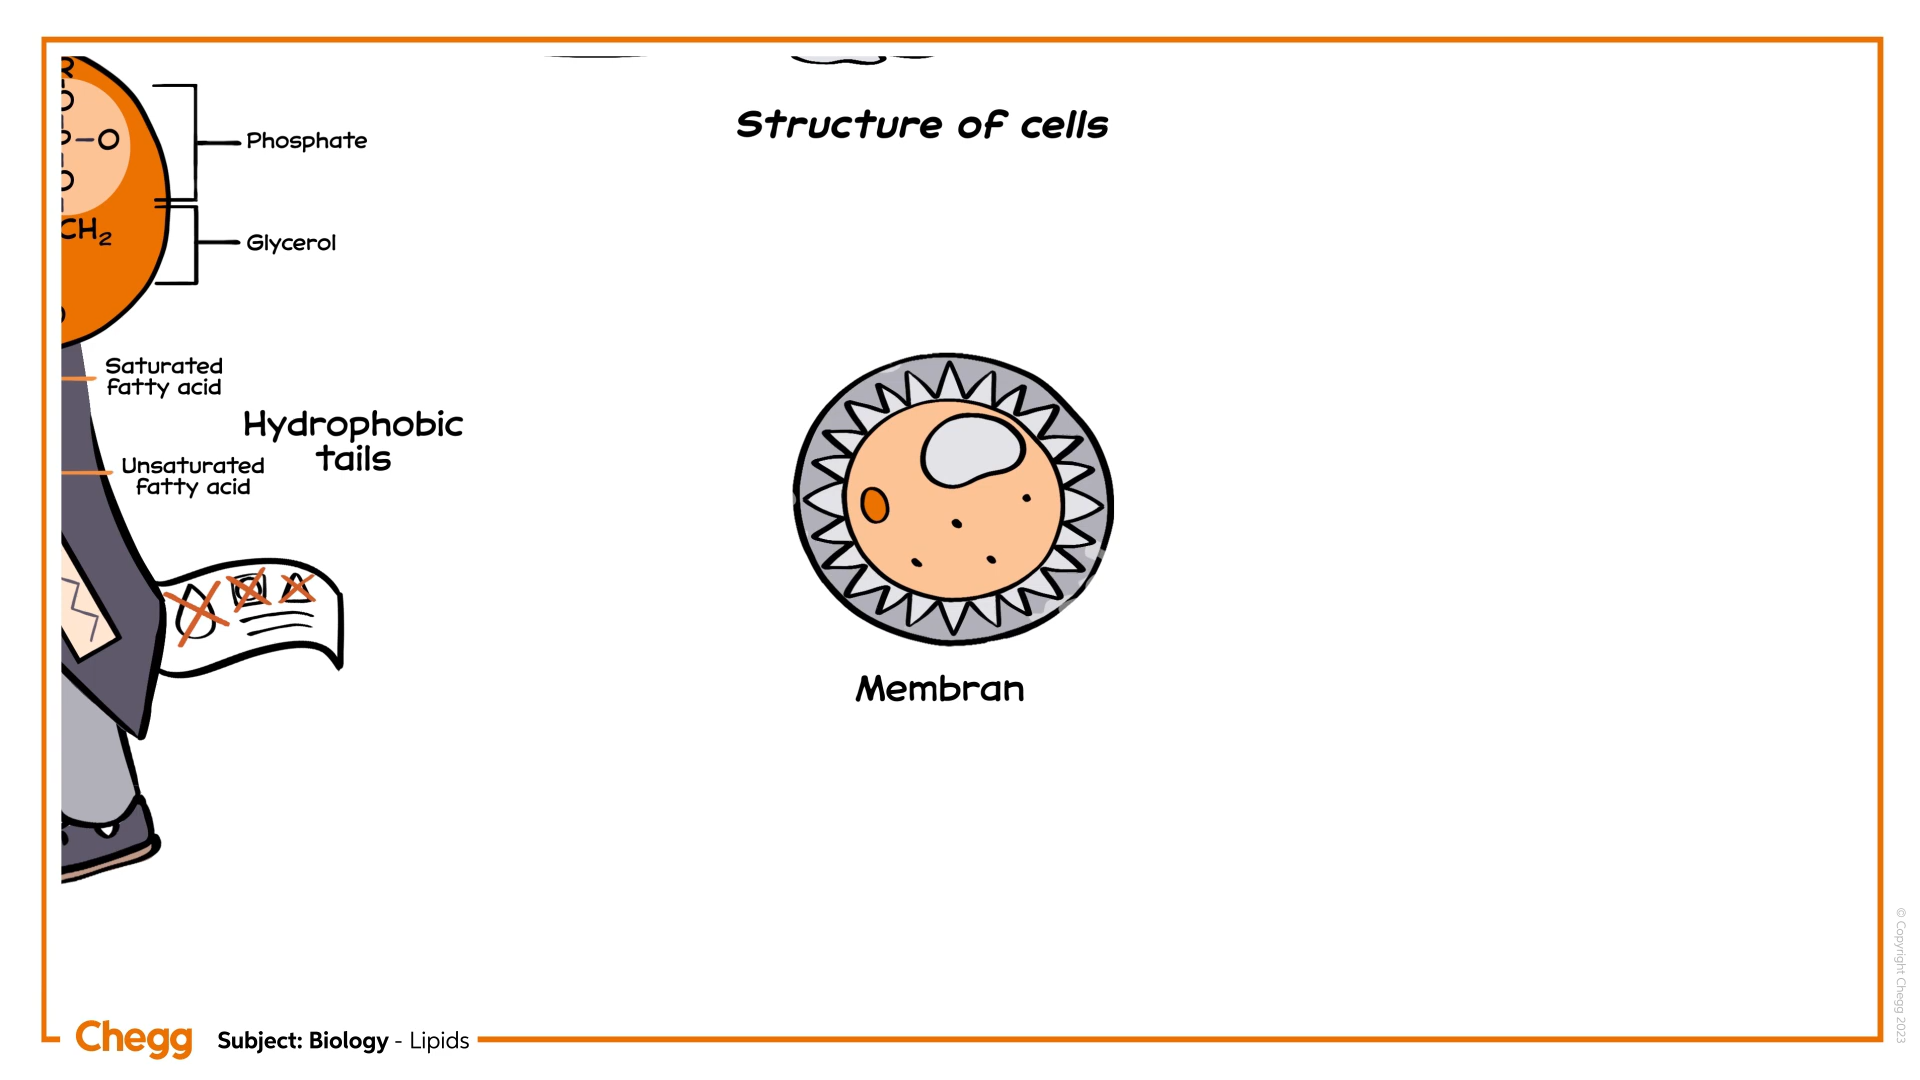 R
O
P-O
O
CH2
Phosphate
Glycerol
Structure of cells
Saturated
fatty acid
Hydrophobic
tails
Unsaturated
fatty acid
Membran
Chegg
Subject: Biology - Lipids
© Copyright Chegg 2023